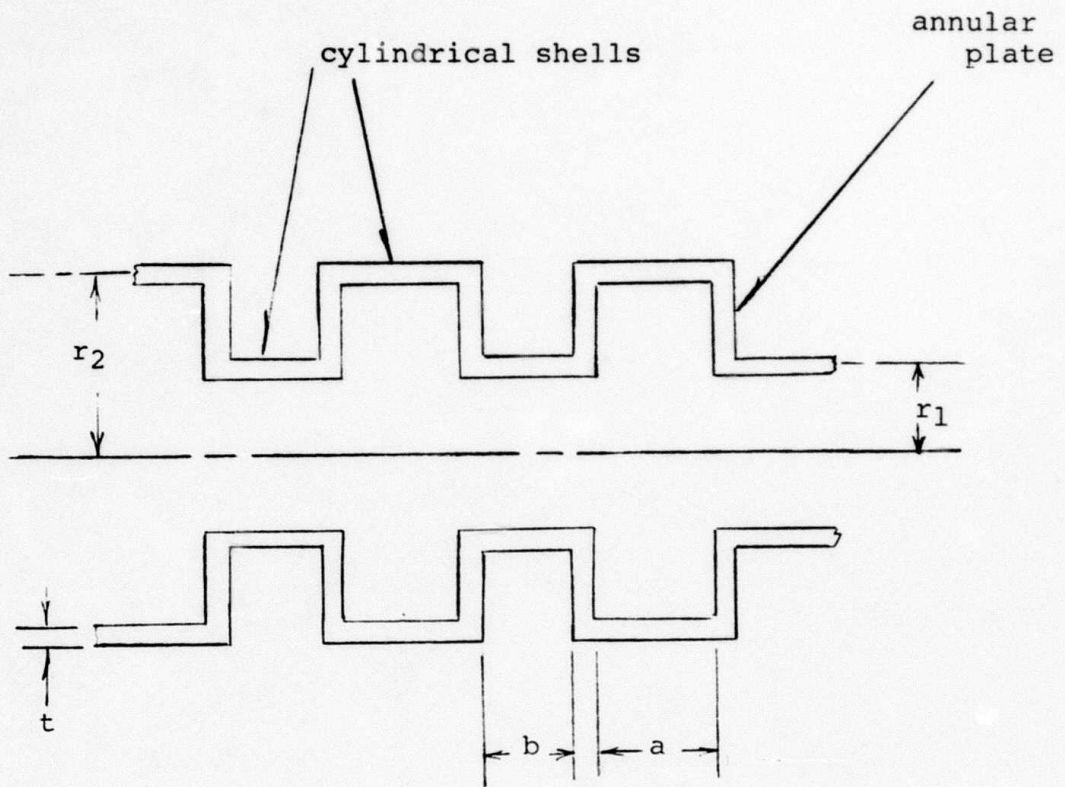 annular
plate
cylindrical shells
r2
r1
t
b
a